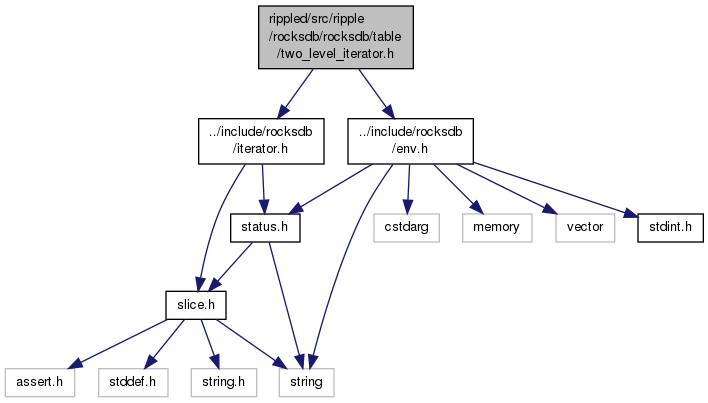 rippled/src/ripple
/rocksdb/rocksdb/table
/two_level_iterator.h
../include/rocksdb
/iterator.h
../include/rocksdb
/env.h
status.h
cstdarg
memory
vector
stdint.h
slice.h
assert.h
stddef.h
string.h
string